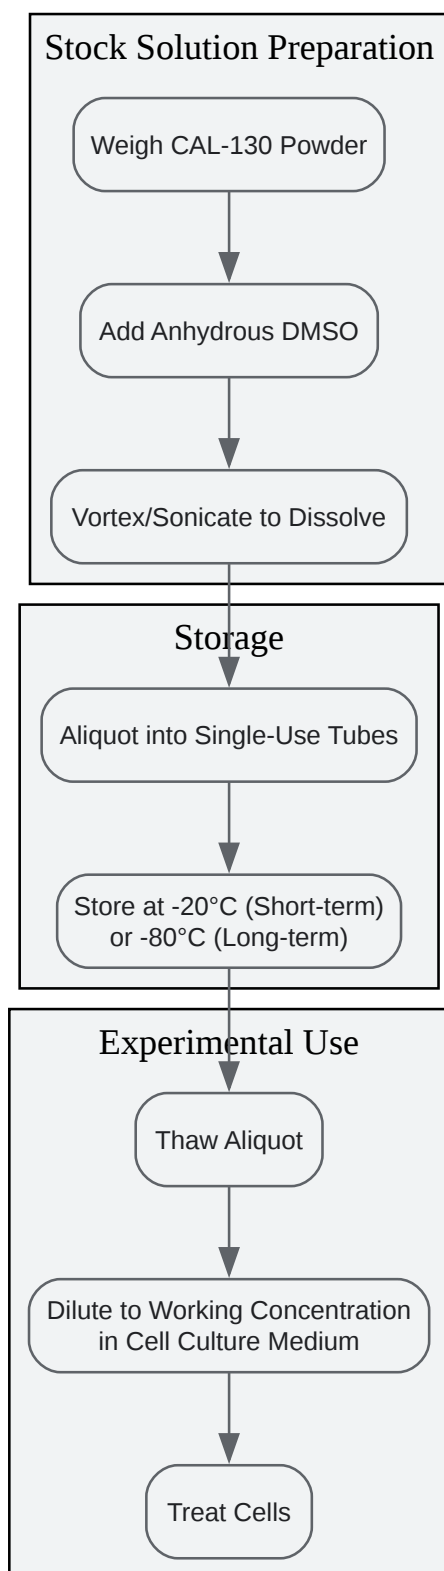 Stock Solution Preparation
Weigh CAL-130 Powder
Add Anhydrous DMSO
Vortex/Sonicate to Dissolve
Storage
Aliquot into Single-Use Tubes
Store at -20°C (Short-term)
or -80°C (Long-term)
Experimental Use
Thaw Aliquot
Dilute to Working Concentration
in Cell Culture Medium
Treat Cells